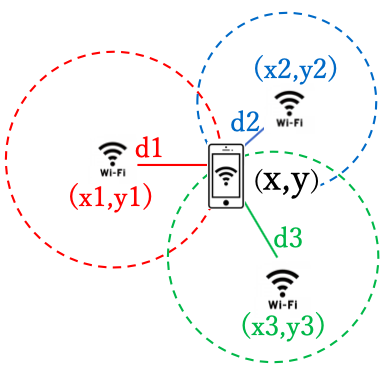 (x2,y2)
Wi-Fi
d2
d1
Wi-Fi
(x1,y1)
(x,y)
d3
Wi-Fi
(x3,y3)